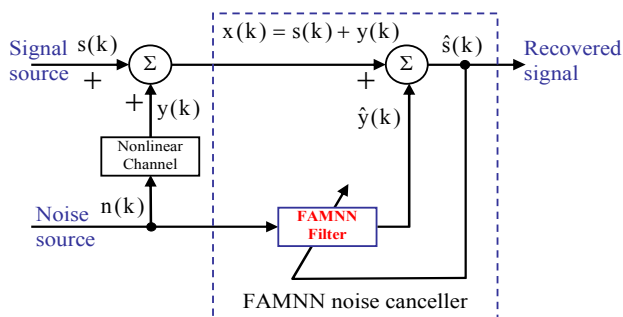 Signal s(k)
source
+
Σ
x(k) = s(k) + y(k)
+
Σ
ŝ(k)
Recovered
signal
+
y(k)
ŷ(k)
Nonlinear
Channel
n(k)
Noise
source
FAMNN
Filter
FAMNN noise canceller